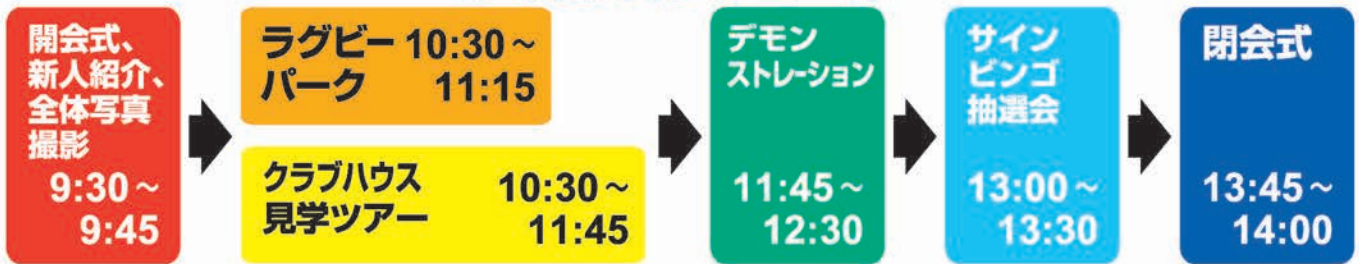 開会式、
新人紹介、
全体写真
撮影
9:30~
9:45
ラグビー 10:30~
パーク 11:15
クラブハウス 10:30~
見学ツアー 11:45
デモン
ストレーション
11:45~
12:30
サイン
ビンゴ
抽選会
13:00~
13:30
閉会式
13:45~
14:00